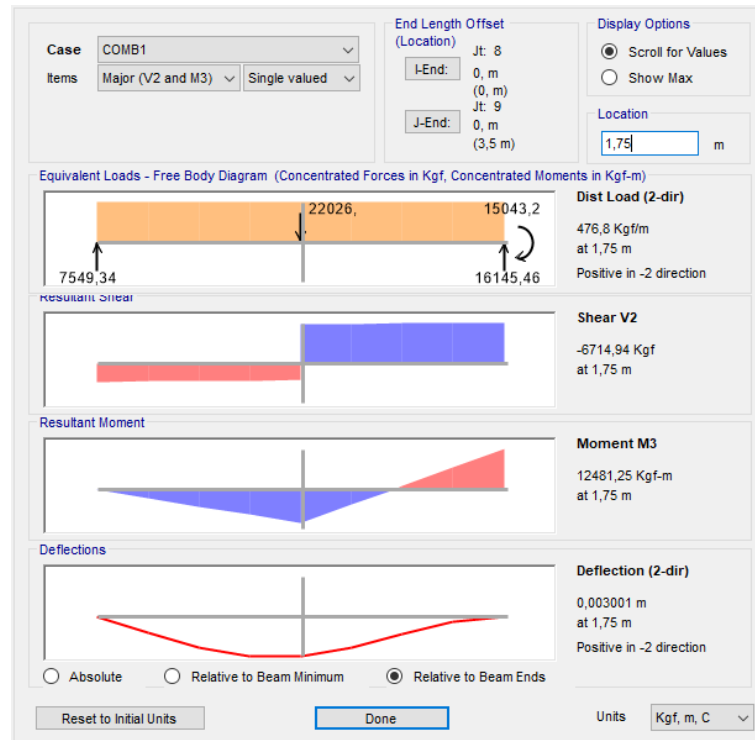 Case
COMB1
Items
Major (V2 and M3)
Single valued
End Length Offset
(Location)
I-End:
Jt: 8
0, m
(0, m)
J-End:
Jt: 9
0, m
(3,5 m)
Display Options
Scroll for Values
Show Max
Location
1,75
m
Equivalent Loads - Free Body Diagram (Concentrated Forces in Kgf, Concentrated Moments in Kgf-m)
22026,
15043,2
7549,34
16145,46
Dist Load (2-dir)
476,8 Kgf/m
at 1,75 m
Positive in -2 direction
Resultant Shear
Shear V2
-6714,94 Kgf
at 1,75 m
Resultant Moment
Moment M3
12481,25 Kgf-m
at 1,75 m
Deflections
Deflection (2-dir)
0,003001 m
at 1,75 m
Positive in -2 direction
Absolute
Relative to Beam Minimum
Relative to Beam Ends
Reset to Initial Units
Done
Units
Kgf, m, C